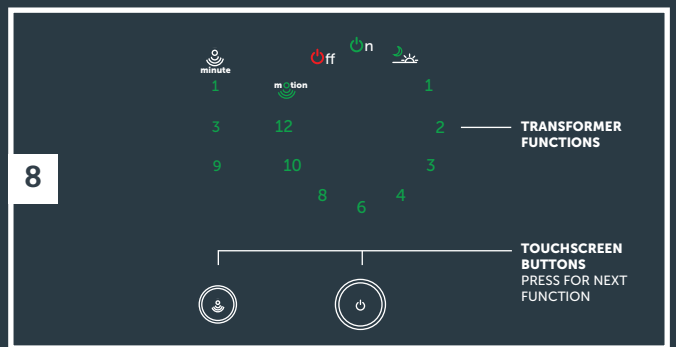 On
Off
minute
motion
1
1
3
12
2
TRANSFORMER
FUNCTIONS
9
10
3
8
8
4
6
TOUCHSCREEN
BUTTONS
PRESS FOR NEXT
FUNCTION